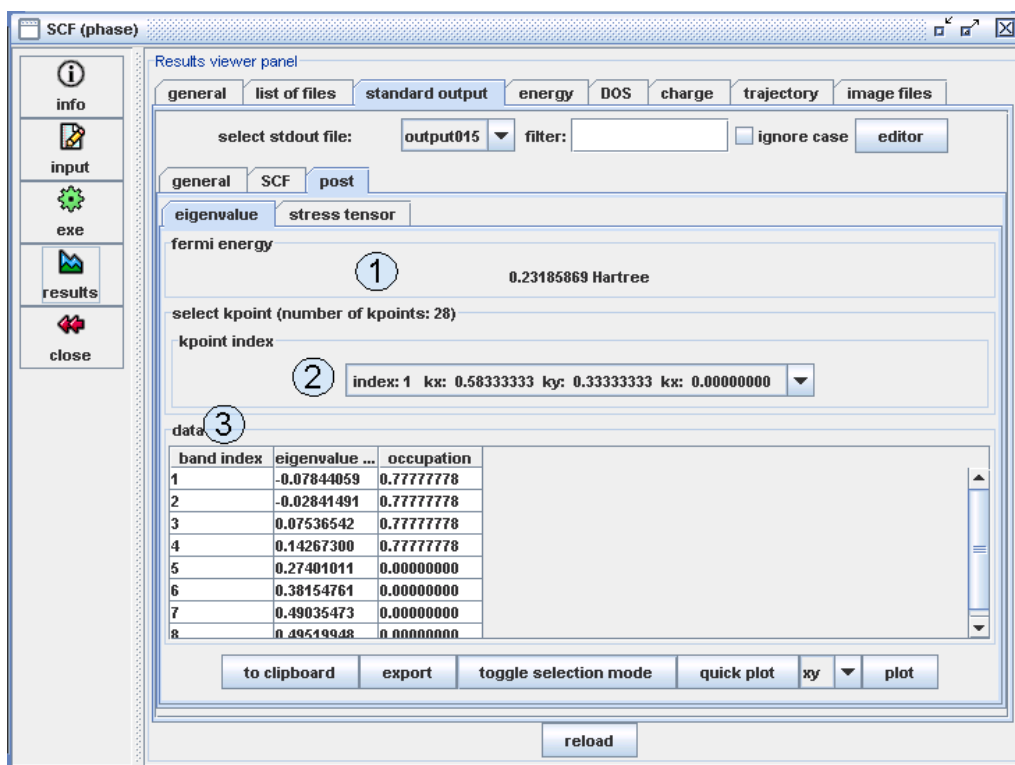 SCF (phase)
info
input
exe
results
close
Results viewer panel
general list of files standard output energy DOS charge trajectory image files
select stdout file: output015 filter: ignore case editor
general SCF post
eigenvalue stress tensor
fermi energy
1 0.23185869 Hartree
select kpoint (number of kpoints: 28)
kpoint index
2 index: 1 kx: 0.58333333 ky: 0.33333333 kx: 0.00000000
data 3
band index eigenvalue ... occupation
1 -0.07844059 0.77777778
2 -0.02841491 0.77777778
3 0.07536542 0.77777778
4 0.14267300 0.77777778
5 0.27401011 0.00000000
6 0.38154761 0.00000000
7 0.49035473 0.00000000
8 0.49519948 0.00000000
to clipboard export toggle selection mode quick plot xy plot
reload